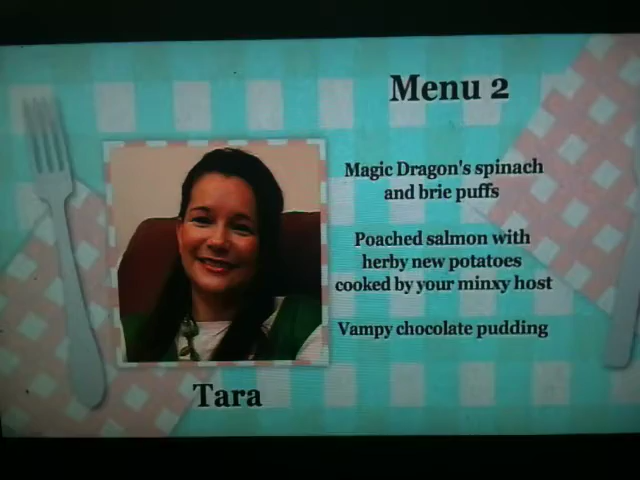 Menu 2
Magic Dragon's spinach
and brie puffs
Poached salmon with
herby new potatoes
cooked by your minxy host
Vampy chocolate pudding
Tara